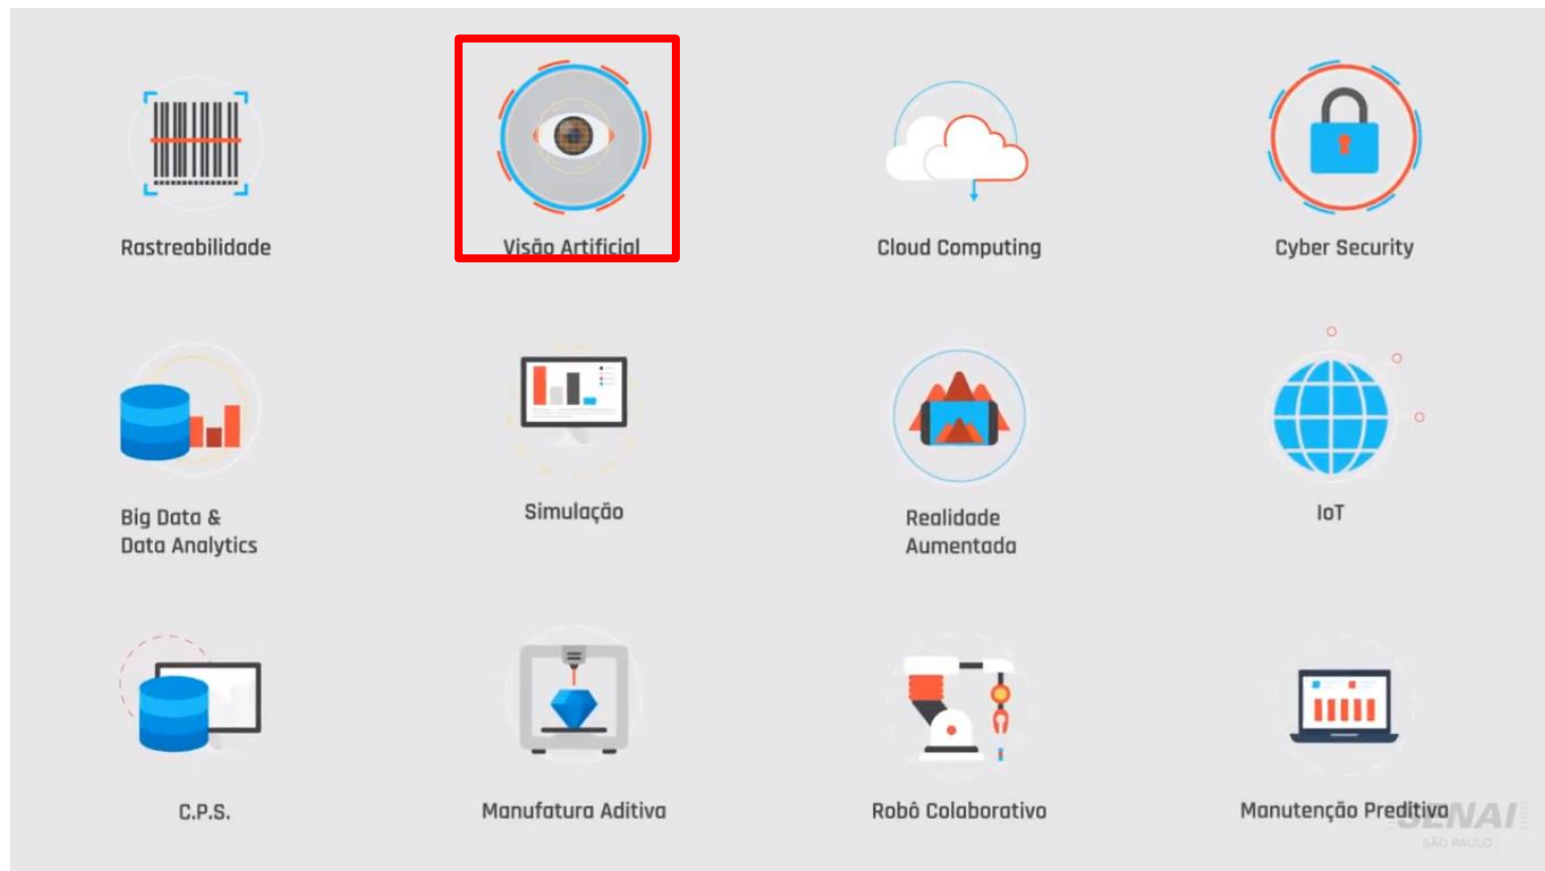 Rastreabilidade
Visão Artificial
Cloud Computing
Cyber Security
Big Data &
Data Analytics
Simulação
Realidade
Aumentada
IoT
C.P.S.
Manufatura Aditiva
Robô Colaborativo
Manutenção Preditiva
SENAI
SÃO PAULO